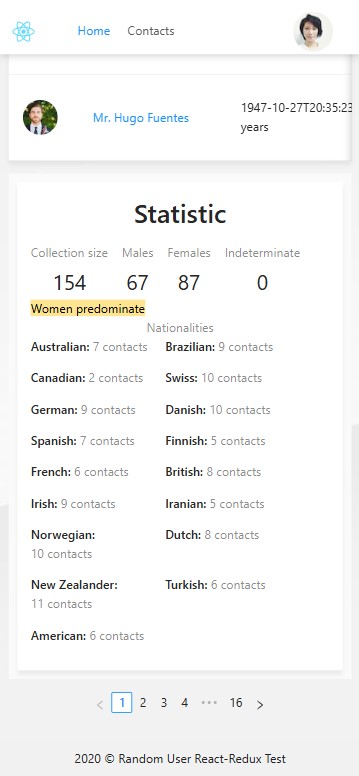 Home Contacts
Mr. Hugo Fuentes
1947-10-27T20:35:23
years
Statistic
Collection size Males Females Indeterminate
154 67 87 0
Women predominate
Nationalities
Australian: 7 contacts Brazilian: 9 contacts
Canadian: 2 contacts Swiss: 10 contacts
German: 9 contacts Danish: 10 contacts
Spanish: 7 contacts Finnish: 5 contacts
French: 6 contacts British: 8 contacts
Irish: 9 contacts Iranian: 5 contacts
Norwegian: Dutch: 8 contacts
10 contacts
New Zealander: Turkish: 6 contacts
11 contacts
American: 6 contacts
< 1 2 3 4 ••• 16 >
2020 © Random User React-Redux Test